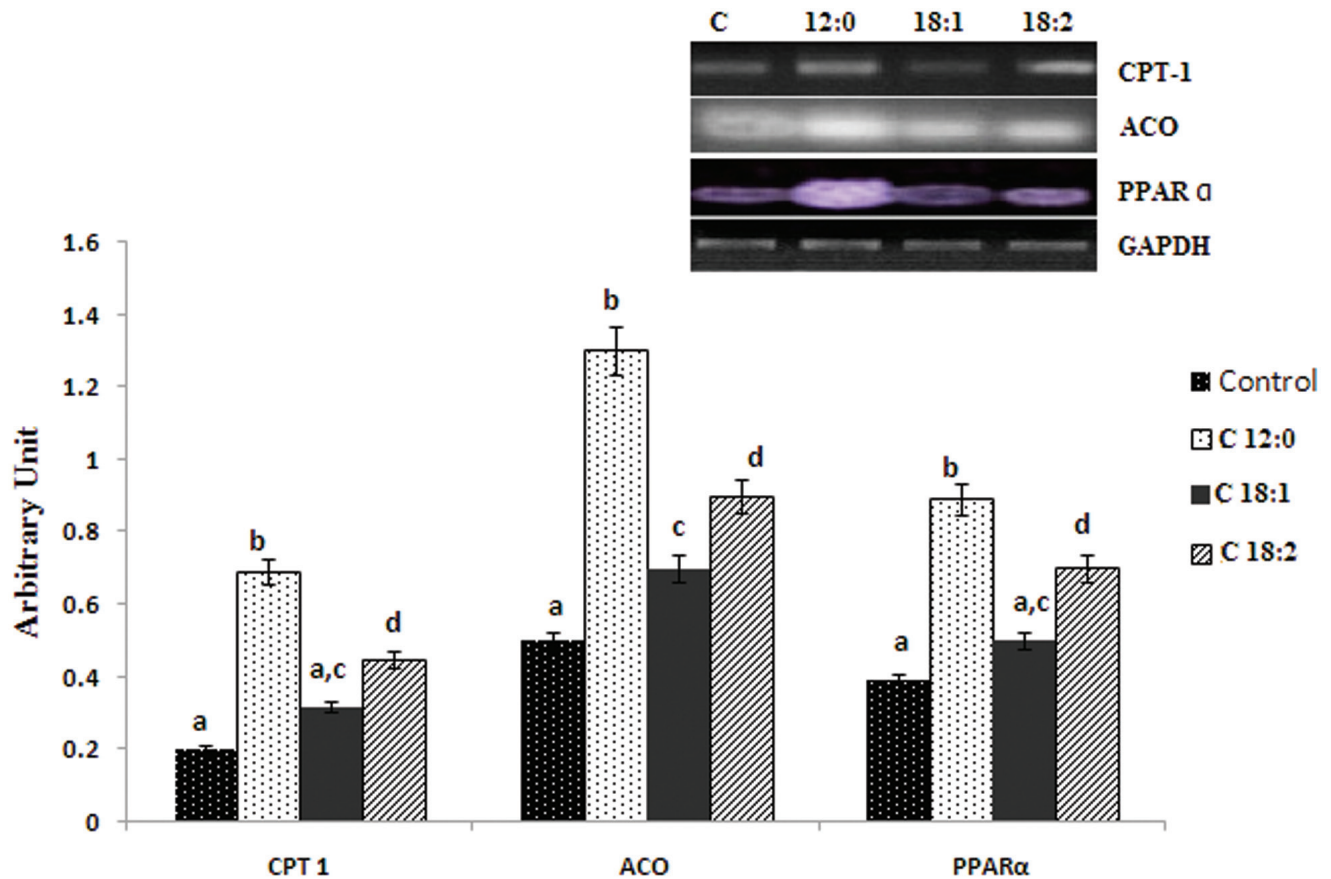 C 12:0 18:1 18:2
CPT-1
ACO
PPAR α
GAPDH
1.6
1.4
1.2
1
0.8
0.6
0.4
0.2
0
Arbitrary Unit
a
b
a,c
d
a
b
c
d
a
b
a,c
d
CPT 1
ACO
PPARα
Control
C 12:0
C 18:1
C 18:2